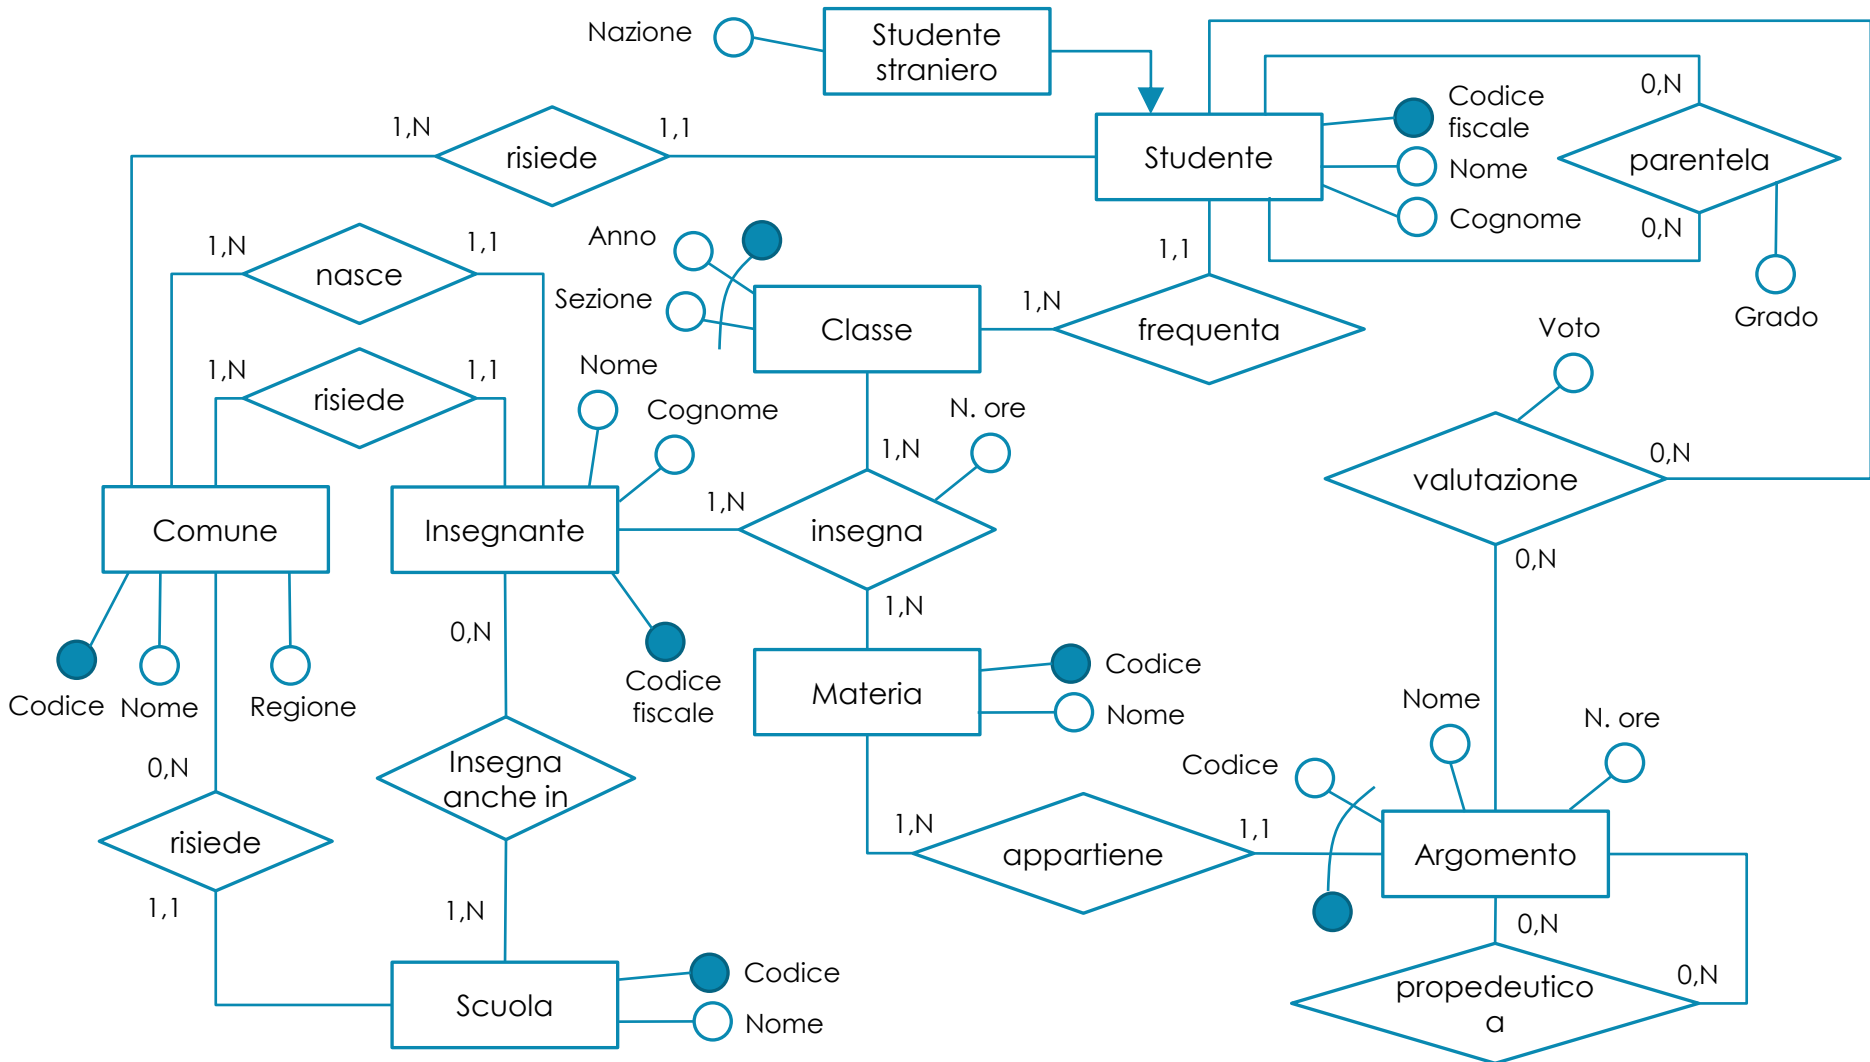 Nazione
Studente
straniero
0,N
Codice
fiscale
1,N
1,1
risiede
Studente
parentela
Nome
Cognome
0,N
Anno
1,N
1,1
nasce
1,1
Sezione
1,N
Classe
frequenta
Grado
Voto
1,N
1,1
risiede
Nome
Cognome
N. ore
1,N
0,N
valutazione
1,N
Comune
Insegnante
insegna
0,N
1,N
0,N
Codice
Nome
Regione
Codice
fiscale
Materia
Codice
Nome
Nome
N. ore
0,N
Insegna
anche in
Codice
risiede
1,N
appartiene
1,1
Argomento
1,1
1,N
0,N
Codice
Scuola
Nome
propedeutico
a
0,N